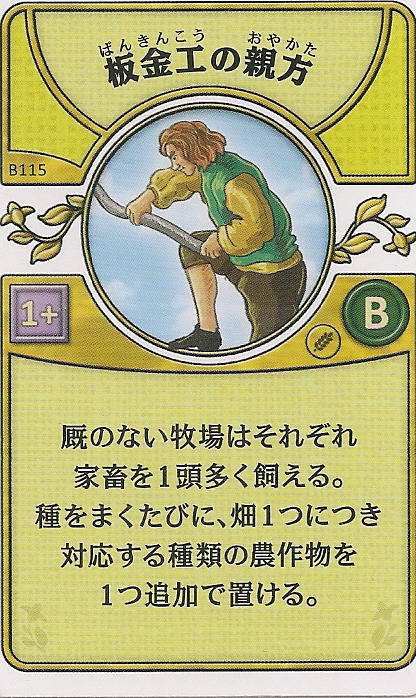 ばんきんこう おやかた
板金工の親方
B115
1+
B
厩のない牧場はそれぞれ
家畜を1頭多く飼える。
種をまくたびに、畑1つにつき
対応する種類の農作物を
1つ追加で置ける。